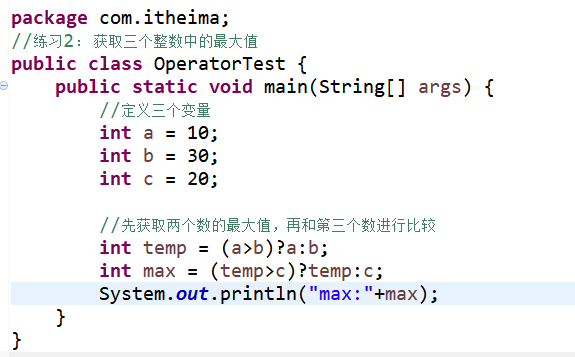 package com.itheima;
//练习2：获取三个整数中的最大值
public class OperatorTest {
    public static void main(String[] args) {
        //定义三个变量
        int a = 10;
        int b = 30;
        int c = 20;

        //先获取两个数的最大值，再和第三个数进行比较
        int temp = (a>b)?a:b;
        int max = (temp>c)?temp:c;
        System.out.println("max:"+max);
    }
}